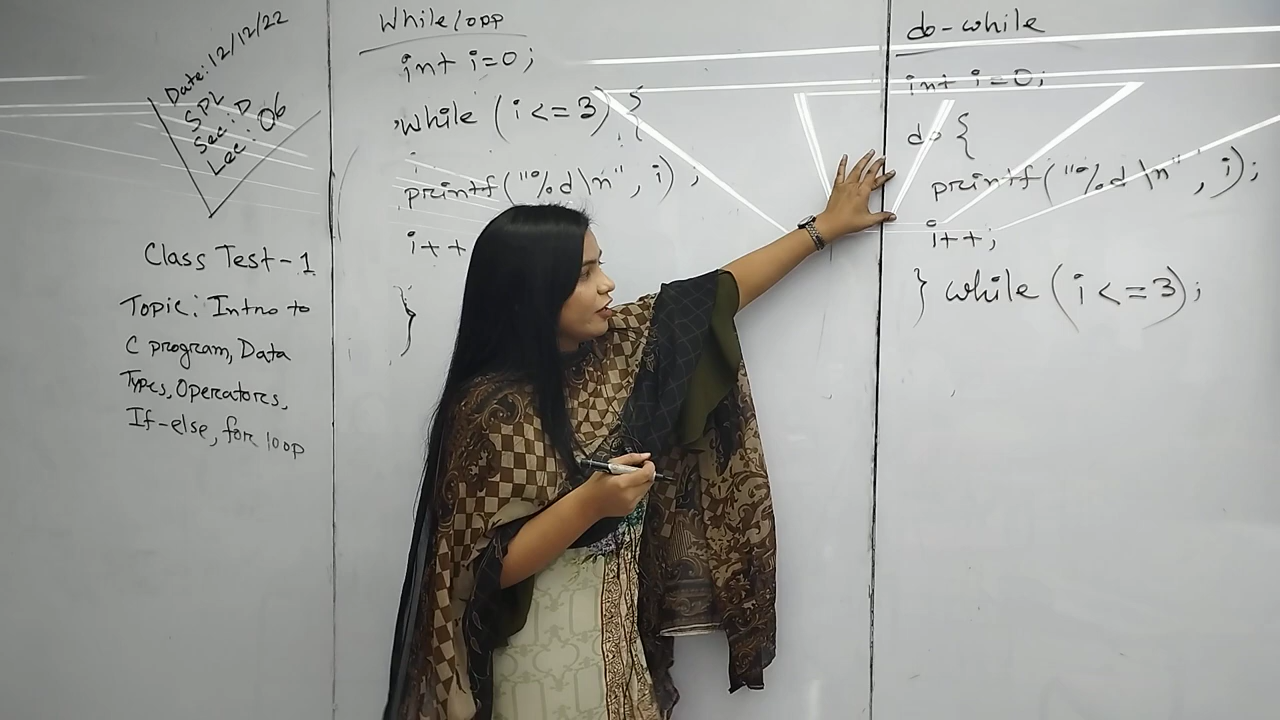 Date: 12/12/22
SPL
Sec: D
Lec: 06
Class Test-1
Topic: Intro to
C program, Data
Types, Operators,
If-else, for loop
While loop
int i=0;
while (i<=3) {
printf("%d\n", i);
i++
}
do-while
int i=0;
do {
printf("%d\n", i);
i++;
} while (i<=3);